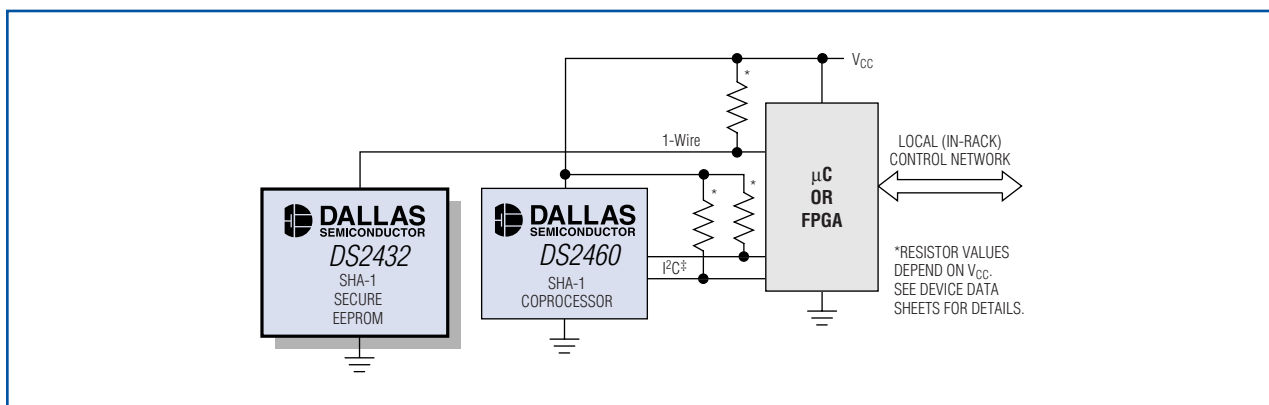 V_CC
*
1-Wire
LOCAL (IN-RACK)
CONTROL NETWORK
µC
OR
FPGA
*
*
DALLAS
SEMICONDUCTOR
DS2432
SHA-1
SECURE
EEPROM
DALLAS
SEMICONDUCTOR
DS2460
SHA-1
COPROCESSOR
I²C‡
*RESISTOR VALUES
DEPEND ON V_CC.
SEE DEVICE DATA
SHEETS FOR DETAILS.